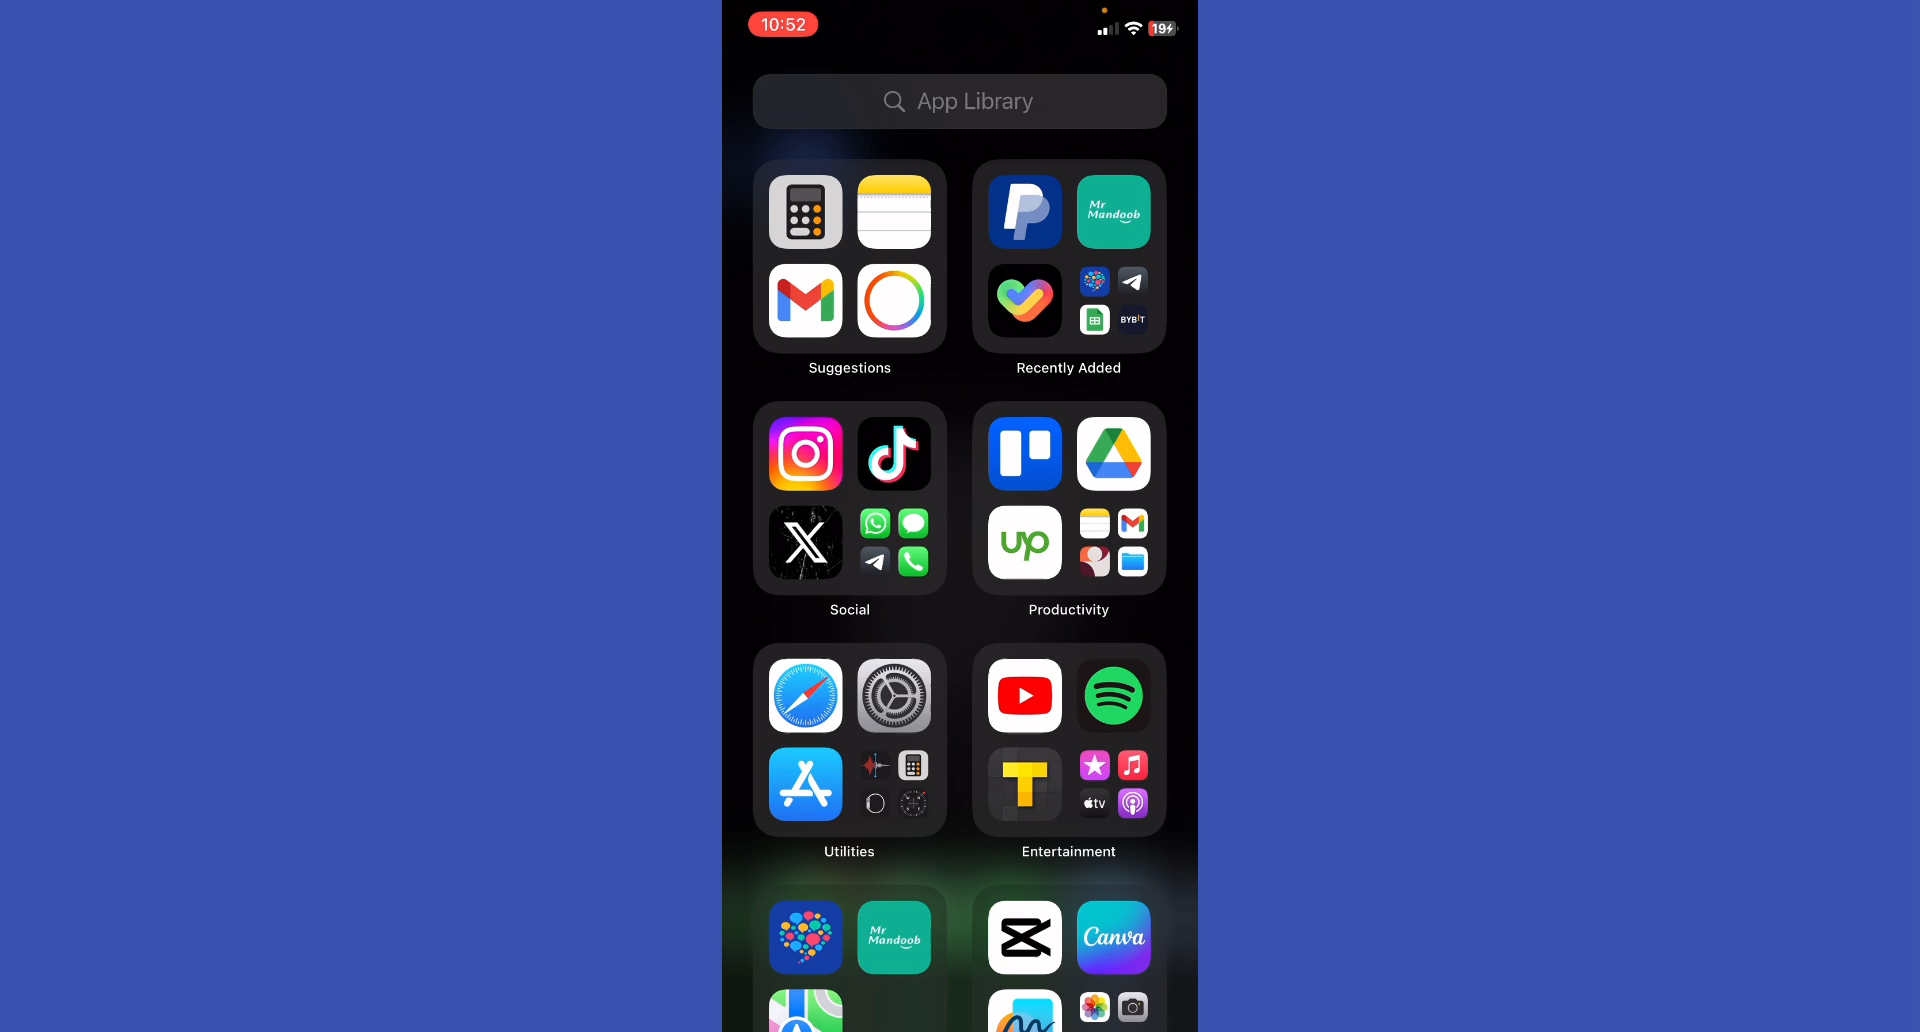 10:52
19
App Library
Mr
Mandoob
BYBIT
Suggestions
Recently Added
up
Social
Productivity
tv
Utilities
Entertainment
Mr
Mandoob
Canva